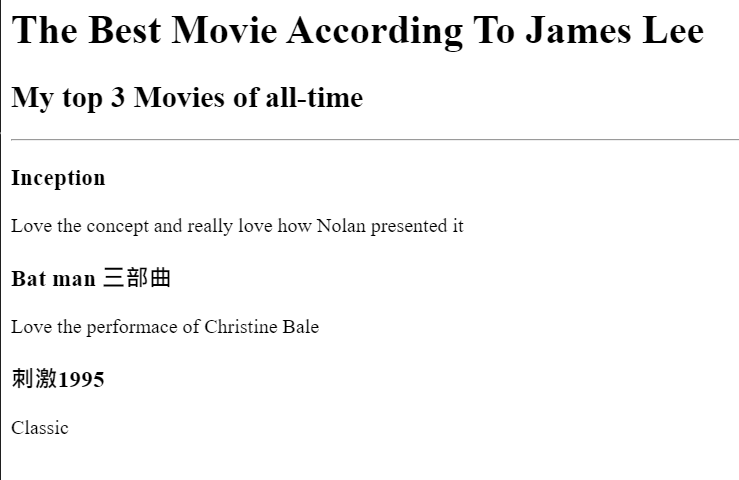 The Best Movie According To James Lee
My top 3 Movies of all-time
Inception
Love the concept and really love how Nolan presented it
Bat man 三部曲
Love the performace of Christine Bale
刺激1995
Classic